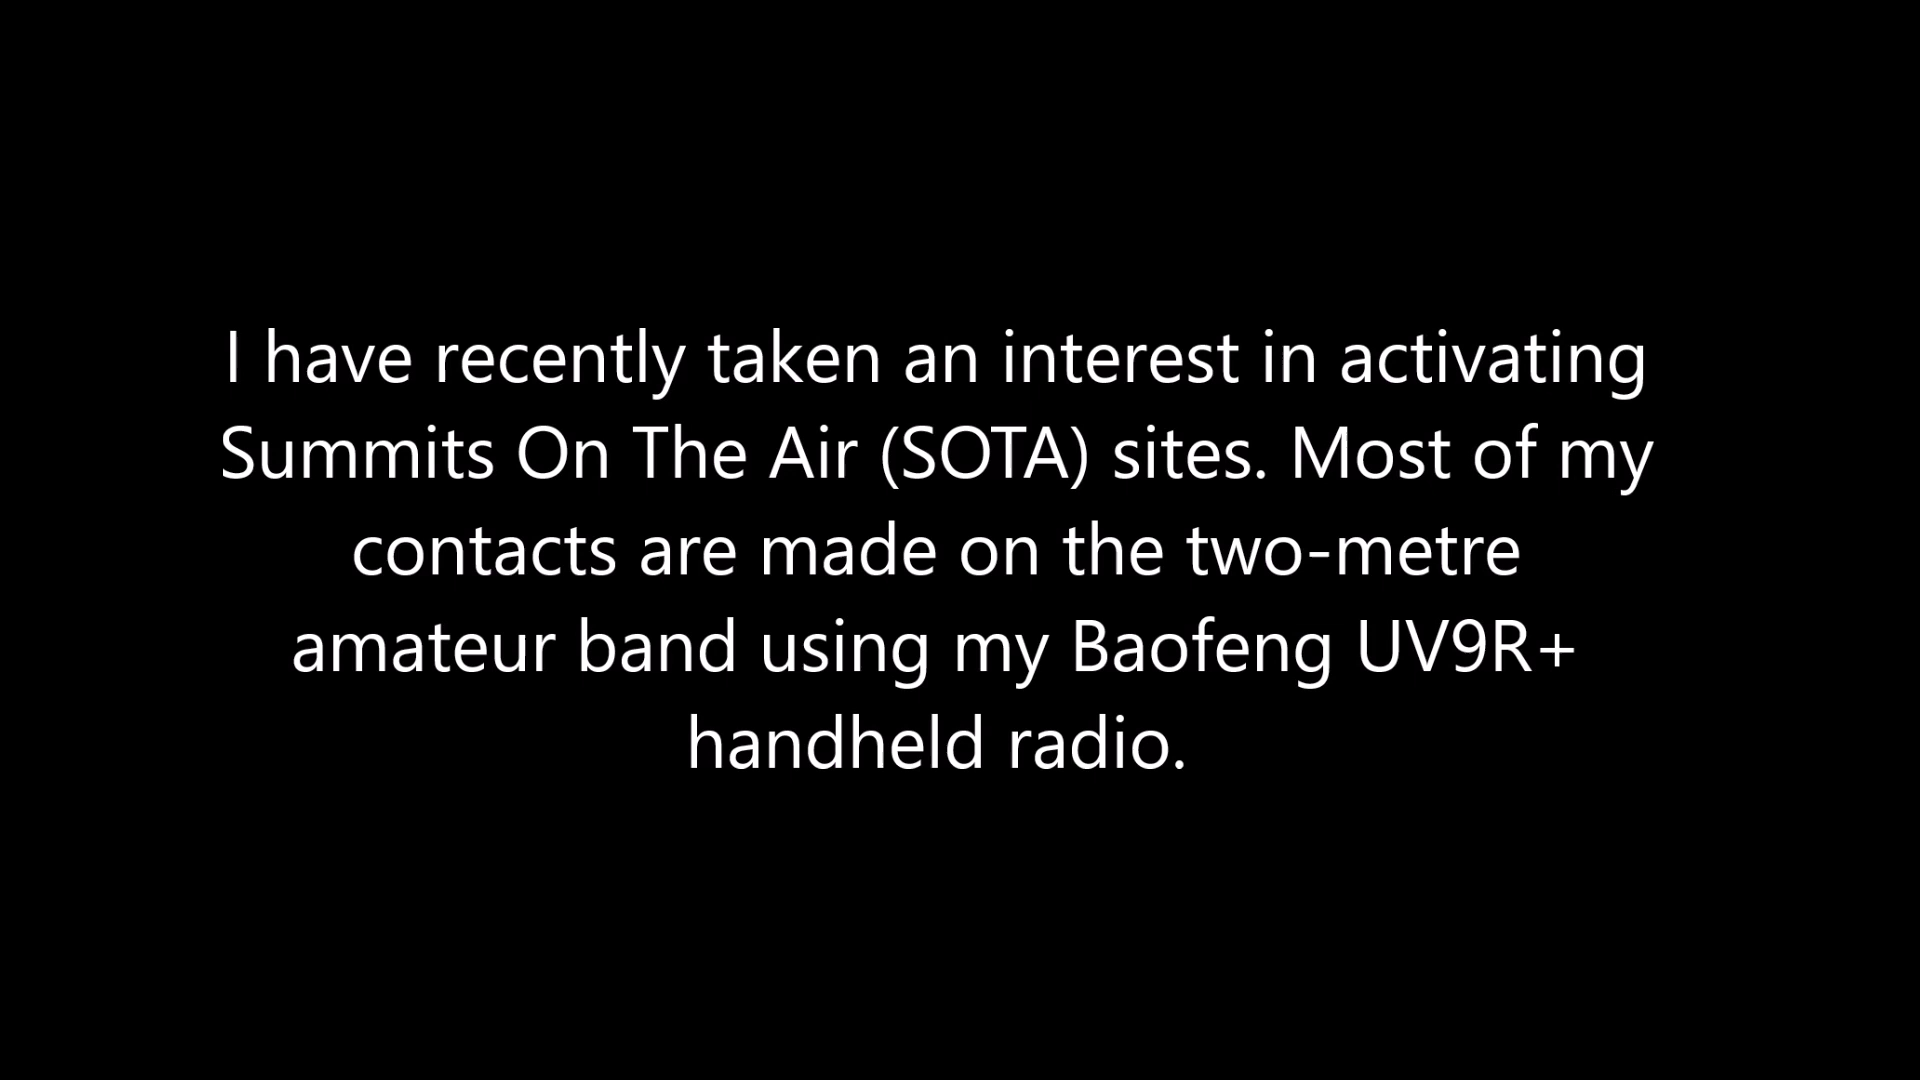 I have recently taken an interest in activating
Summits On The Air (SOTA) sites. Most of my
contacts are made on the two-metre
amateur band using my Baofeng UV9R+
handheld radio.